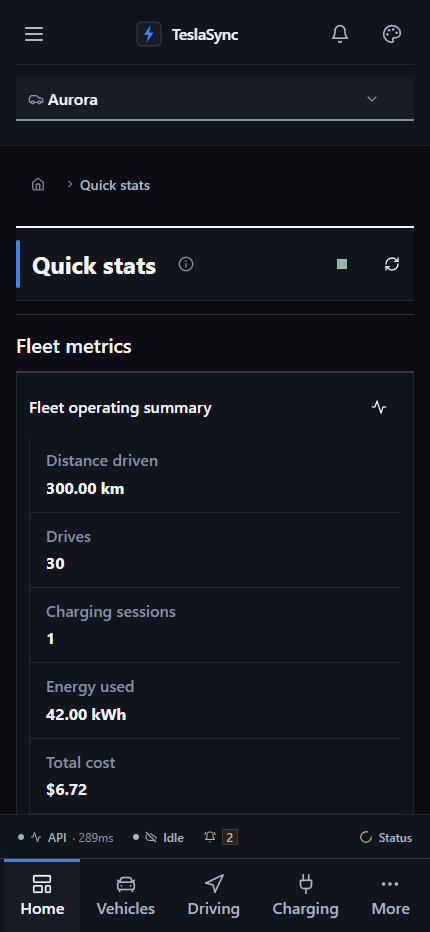 TeslaSync
Aurora
Quick stats
Quick stats
Fleet metrics
Fleet operating summary
Distance driven
300.00 km
Drives
30
Charging sessions
1
Energy used
42.00 kWh
Total cost
$6.72
API · 289ms Idle 2 Status
Home Vehicles Driving Charging More